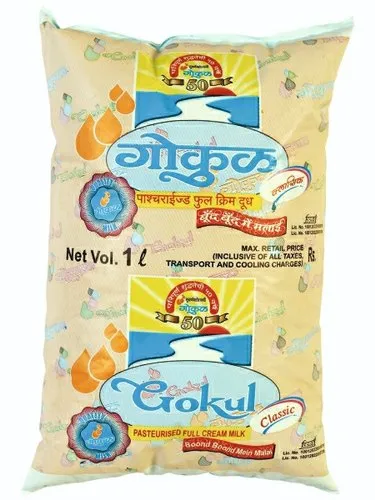 गोकुळ
50
गोकुळ
क्लासिक
पाश्चराईज्ड फुल क्रिम दूध
बूँद बूँद में मलाई
Net Vol. 1 ℓ
MAX. RETAIL PRICE
(INCLUSIVE OF ALL TAXES,
TRANSPORT AND COOLING CHARGES)
Rs.
गोकुळ
50
Gokul
Classic
PASTEURISED FULL CREAM MILK
Boond Boond Mein Malai